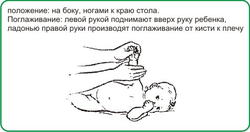 положение: на боку, ногами к краю стола.
Поглаживание: левой рукой поднимают вверх руку ребенка,
ладонью правой руки производят поглаживание от кисти к плечу